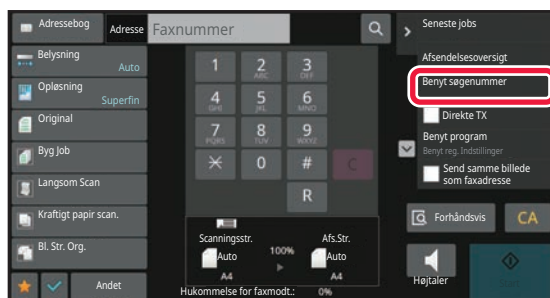 Adressebog
Adresse
Faxnummer
Seneste jobs
Belysning
Auto
Opløsning
Superfin
Original
Byg Job
Langsom Scan
Kraftigt papir scan.
Bl. Str. Org.
Andet
1
2
ABC
3
DEF
4
GHI
5
JKL
6
MNO
7
PQRS
8
TUV
9
WXYZ
0
#
C
R
Scanningsstr.
Auto
A4
100%
Afs.Str.
Auto
A4
Hukommelse for faxmodt.: 0%
Afsendelsesoversigt
Benyt søgenummer
Direkte TX
Benyt program
Benyt reg. Indstillinger
Send samme billede
som faxadresse
Forhåndsvis
CA
Højtaler
Start